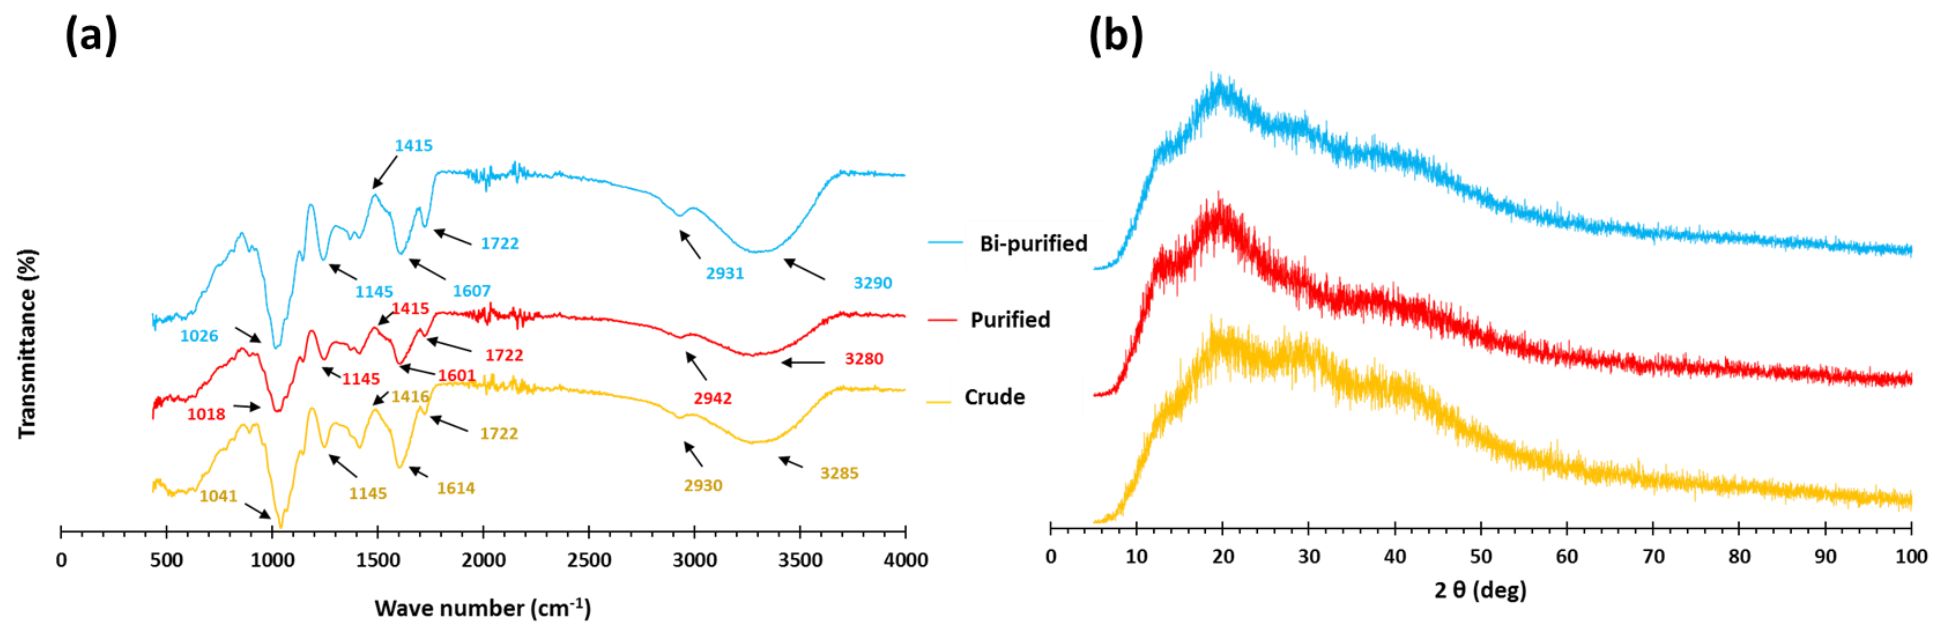 (a)
(b)
1415
1722
2931
3290
1145
1607
1026
1415
1722
3280
1145
1601
2942
1018
1416
1722
3285
2930
1145
1614
1041
Bi-purified
Purified
Crude
Transmittance (%)
0 500 1000 1500 2000 2500 3000 3500 4000
Wave number (cm⁻¹)
0 10 20 30 40 50 60 70 80 90 100
2 θ (deg)